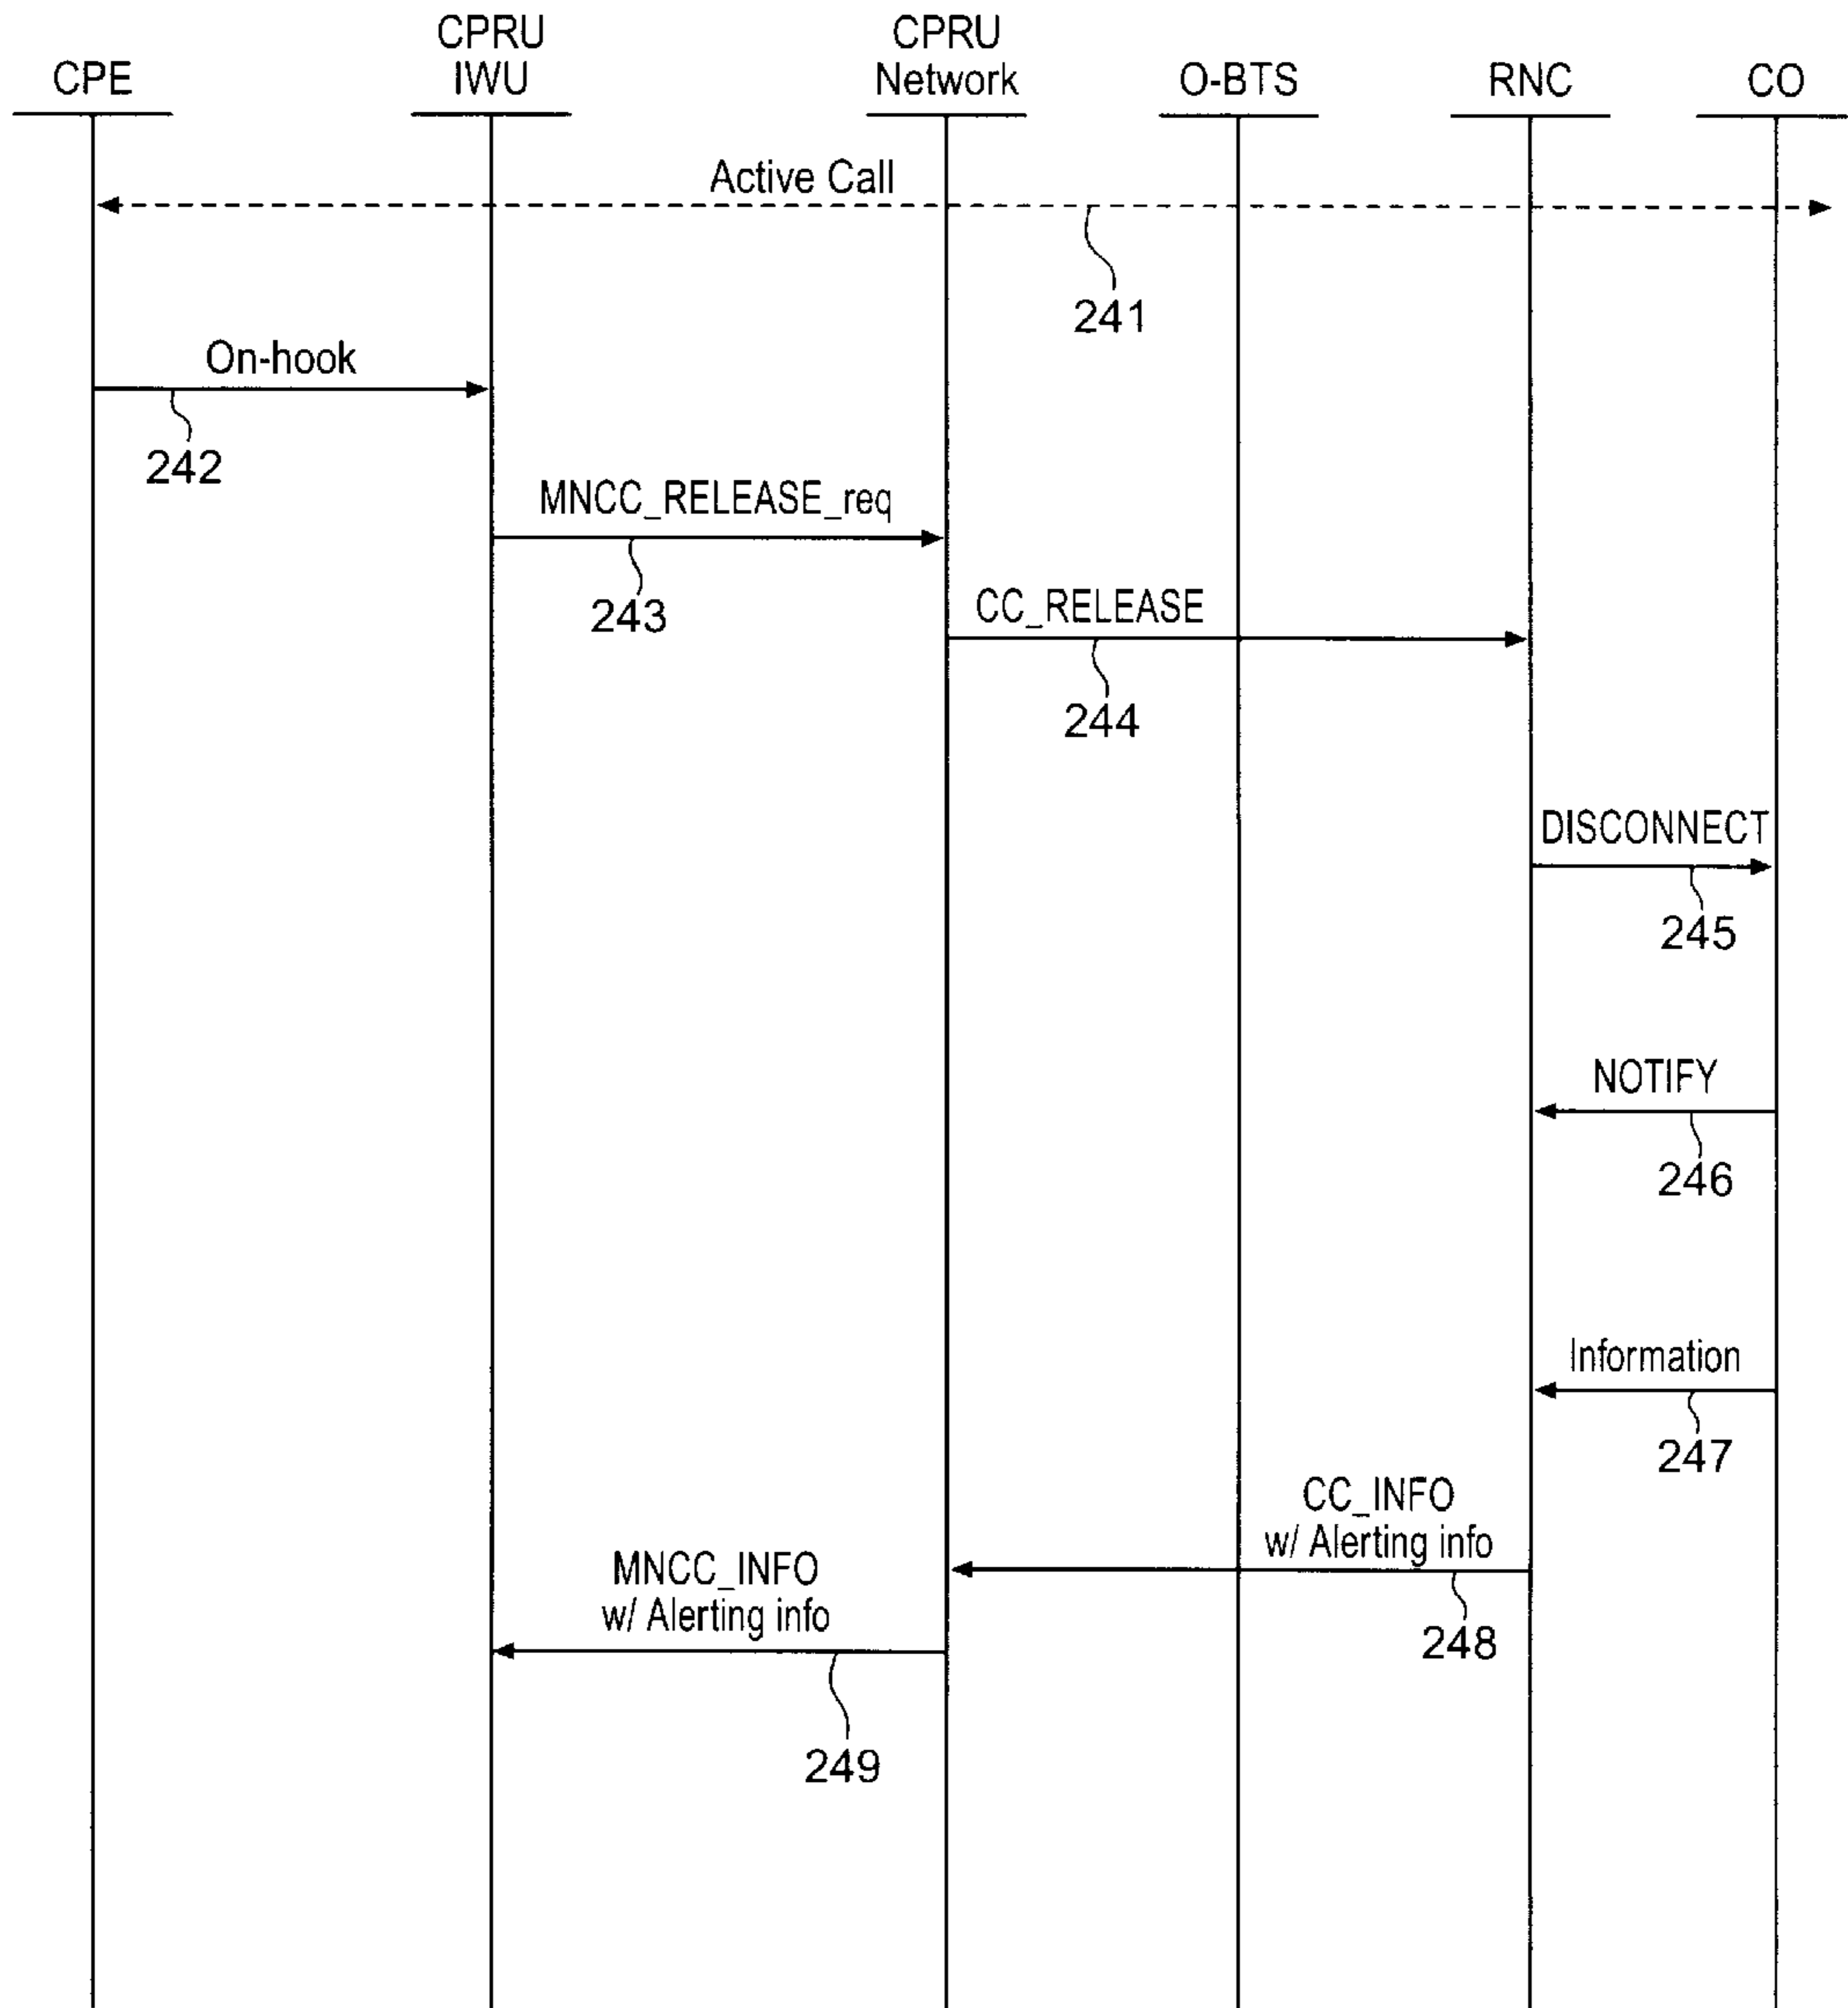 CPE
CPRU
IWU
CPRU
Network
O-BTS
RNC
CO
Active Call
241
On-hook
242
MNCC_RELEASE_req
243
CC_RELEASE
244
DISCONNECT
245
NOTIFY
246
Information
247
CC_INFO
w/ Alerting info
248
MNCC_INFO
w/ Alerting info
249